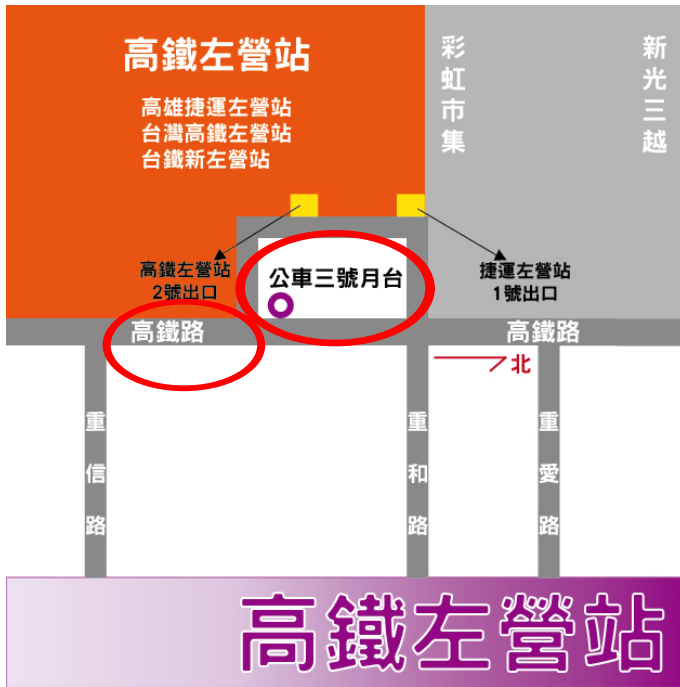 高鐵左營站
高雄捷運左營站
台灣高鐵左營站
台鐵新左營站
彩虹市集
新光三越
高鐵左營站
2號出口
公車三號月台
捷運左營站
1號出口
高鐵路
高鐵路
北
重信路
重和路
重愛路
高鐵左營站